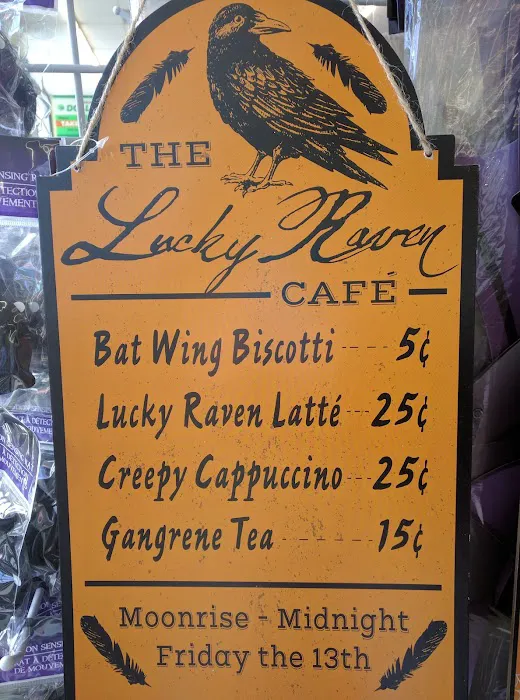 THE
Lucky Raven
CAFÉ
Bat Wing Biscotti ---- 5¢
Lucky Raven Latté --- 25¢
Creepy Cappuccino --- 25¢
Gangrene Tea ------- 15¢
Moonrise - Midnight
Friday the 13th